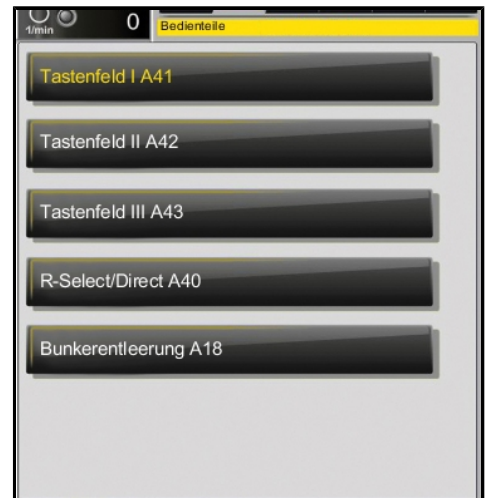 0
1/min
Bedienteile
Tastenfeld I A41
Tastenfeld II A42
Tastenfeld III A43
R-Select/Direct A40
Bunkerentleerung A18